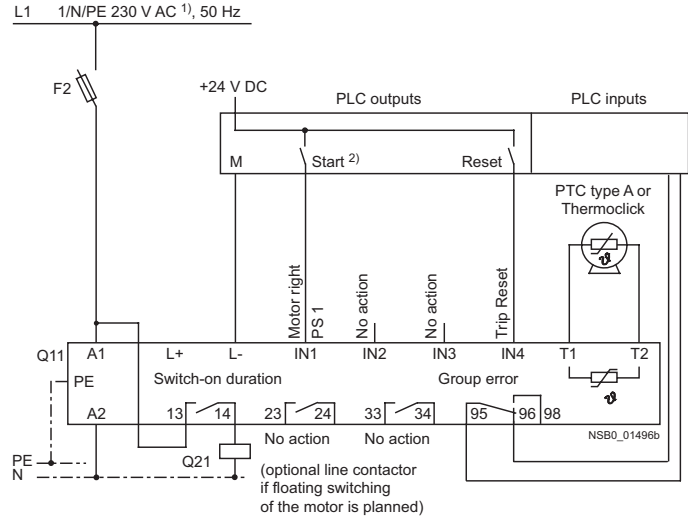 L1 1/N/PE 230 V AC 1), 50 Hz
F2
+24 V DC
PLC outputs PLC inputs
M Start 2) Reset
PTC type A or
Thermoclick
ϑ
Motor right
PS 1
No action
No action
Trip Reset
Q11 A1 L+ L- IN1 IN2 IN3 IN4 T1 T2
PE Switch-on duration Group error
ϑ
A2 13 14 23 24 33 34 95 96 98
No action No action NSB0_01496b
PE
N
Q21
(optional line contactor
if floating switching
of the motor is planned)